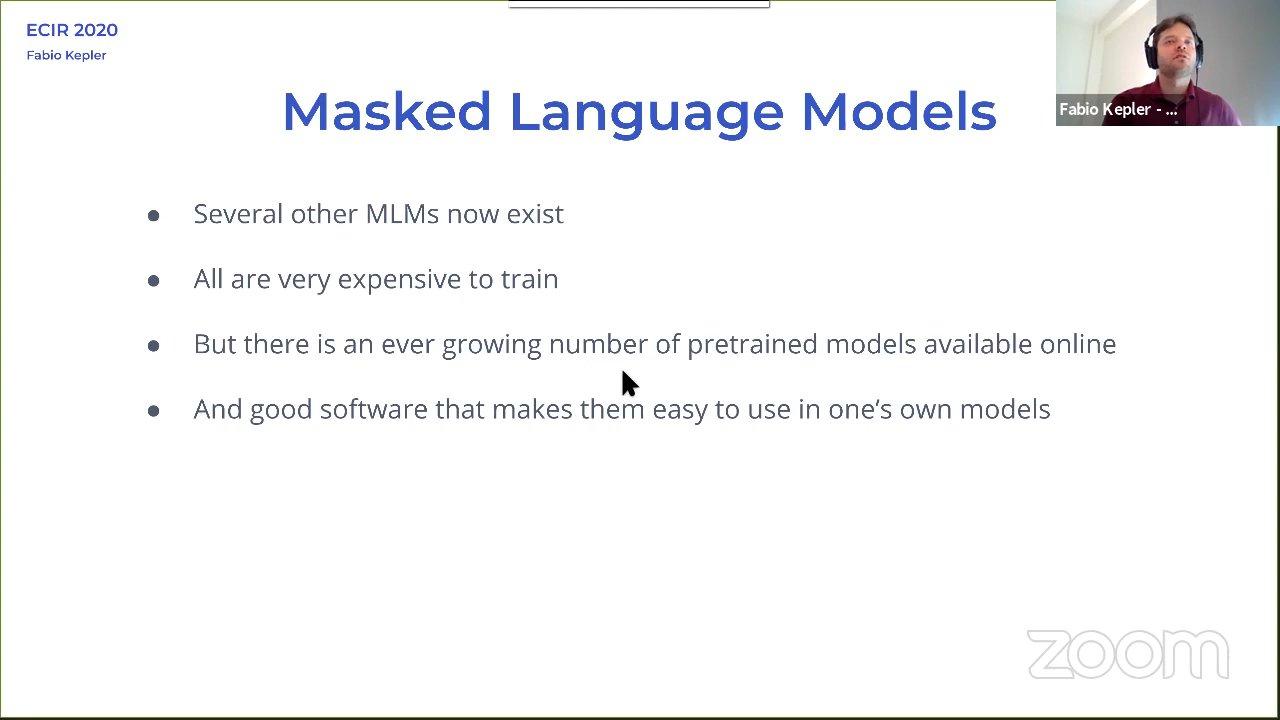 ECIR 2020
Fabio Kepler
Fabio Kepler - ...
Masked Language Models
● Several other MLMs now exist
● All are very expensive to train
● But there is an ever growing number of pretrained models available online
● And good software that makes them easy to use in one’s own models
zoom